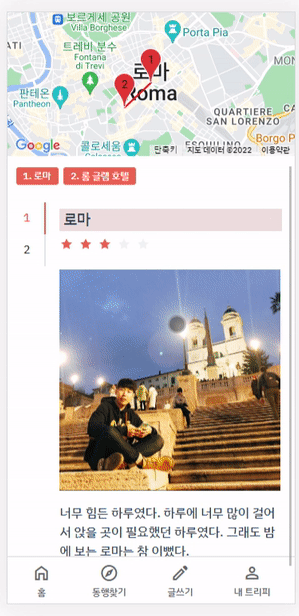 보르게세 공원
Villa Borghese
ATI
Porta Pia
트레비 분수
Fontana
di Trevi
1
로마
Roma
2
판테온
Pantheon
QUARTIERE
SAN LORENZO
콜로세움
ESQUILINO
Borgo P
Google
단축키
지도 데이터 ©2022
이용약관
1. 로마
2. 롬 글램 호텔
1
로마
2
너무 힘든 하루였다. 하루에 너무 많이 걸어
서 앉을 곳이 필요했던 하루였다. 그래도 밤
에 보는 로마는 참 이뻤다.
홈
동행찾기
글쓰기
내 트리피